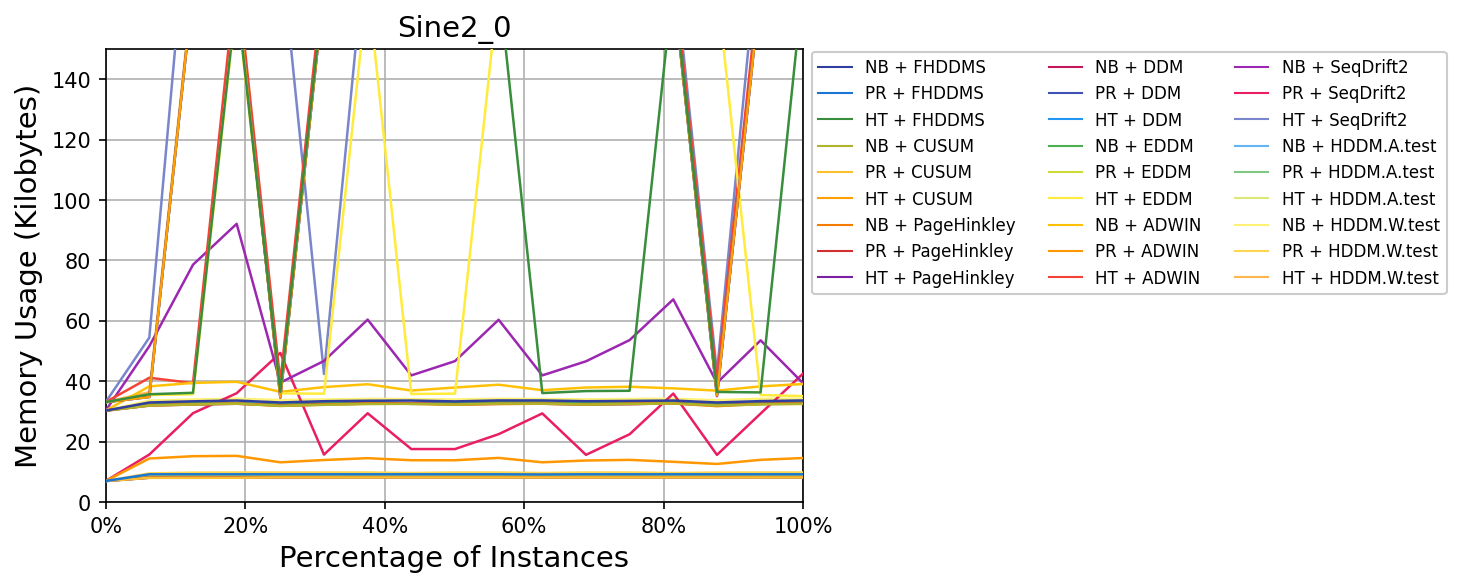 Sine2_0
Memory Usage (Kilobytes)
140
120
100
80
60
40
20
0
0% 20% 40% 60% 80% 100%
Percentage of Instances
NB + FHDDMS
PR + FHDDMS
HT + FHDDMS
NB + CUSUM
PR + CUSUM
HT + CUSUM
NB + PageHinkley
PR + PageHinkley
HT + PageHinkley
NB + DDM
PR + DDM
HT + DDM
NB + EDDM
PR + EDDM
HT + EDDM
NB + ADWIN
PR + ADWIN
HT + ADWIN
NB + SeqDrift2
PR + SeqDrift2
HT + SeqDrift2
NB + HDDM.A.test
PR + HDDM.A.test
HT + HDDM.A.test
NB + HDDM.W.test
PR + HDDM.W.test
HT + HDDM.W.test